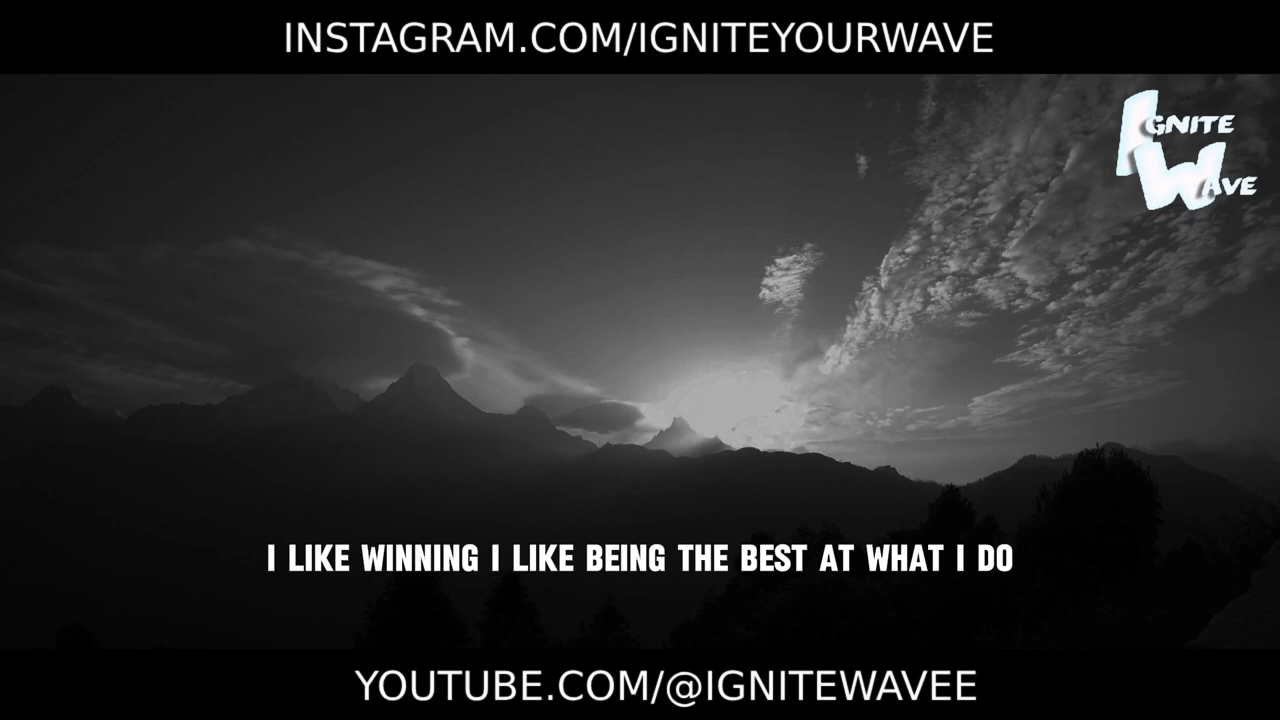 INSTAGRAM.COM/IGNITEYOURWAVE
IGNITE
WAVE
I LIKE WINNING I LIKE BEING THE BEST AT WHAT I DO
YOUTUBE.COM/@IGNITEWAVEE